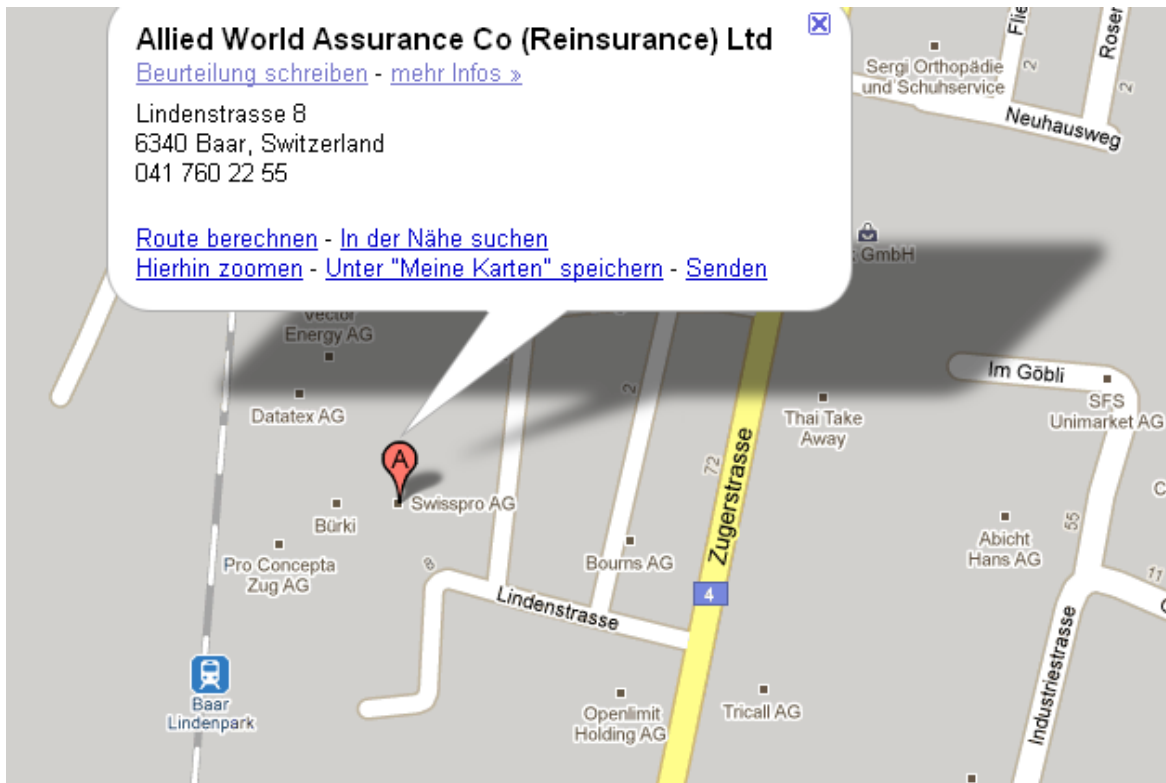 Allied World Assurance Co (Reinsurance) Ltd
Beurteilung schreiben - mehr Infos »
Lindenstrasse 8
6340 Baar, Switzerland
041 760 22 55
Route berechnen - In der Nähe suchen
Hierhin zoomen - Unter "Meine Karten" speichern - Senden
Sergi Orthopädie
und Schuhservice
2
2
Neuhausweg
GmbH
Vector
Energy AG
Datatex AG
2
Thai Take
Away
Im Göbli
SFS
Unimarket AG
A
Swisspro AG
Bürki
Pro Concepta
Zug AG
8
Bourns AG
72
Zugerstrasse
4
Lindenstrasse
Abicht
Hans AG
55
11
Industriestrasse
Baar
Lindenpark
Openlimit
Holding AG
Tricall AG